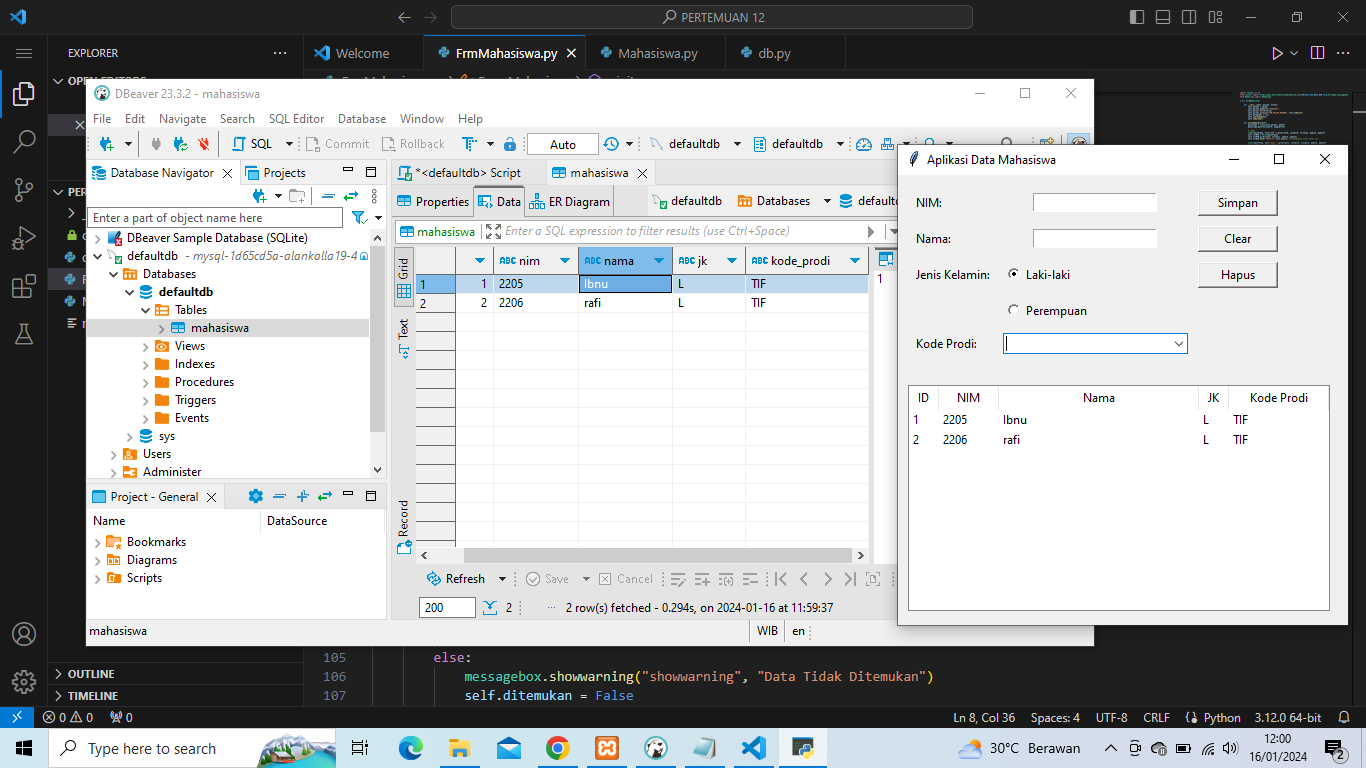 PERTEMUAN 12
EXPLORER
Welcome
FrmMahasiswa.py
Mahasiswa.py
db.py
DBeaver 23.3.2 - mahasiswa
File Edit Navigate Search SQL Editor Database Window Help
SQL
Commit
Rollback
Auto
defaultdb
defaultdb
Database Navigator
Projects
Enter a part of object name here
DBeaver Sample Database (SQLite)
defaultdb - mysql-1d65cd5a-alankalla19-4
Databases
defaultdb
Tables
mahasiswa
Views
Indexes
Procedures
Triggers
Events
sys
Users
Administer
Project - General
Name DataSource
Bookmarks
Diagrams
Scripts
*<defaultdb> Script
mahasiswa
Properties
Data
ER Diagram
defaultdb
Databases
mahasiswa
Enter a SQL expression to filter results (use Ctrl+Space)
Grid
Text
Record
nim nama jk kode_prodi
1 1 2205 Ibnu L TIF
2 2 2206 rafi L TIF
1
Refresh
Save
Cancel
200
2
2 row(s) fetched - 0.294s, on 2024-01-16 at 11:59:37
mahasiswa
WIB
en
Aplikasi Data Mahasiswa
NIM:
Simpan
Nama:
Clear
Jenis Kelamin:
Laki-laki
Hapus
Perempuan
Kode Prodi:
ID NIM Nama JK Kode Prodi
1 2205 Ibnu L TIF
2 2206 rafi L TIF
105 else:
106 messagebox.showwarning("showwarning", "Data Tidak Ditemukan")
107 self.ditemukan = False
OUTLINE
TIMELINE
0 0 0
Ln 8, Col 36
Spaces: 4
UTF-8
CRLF
Python
3.12.0 64-bit
Type here to search
30°C Berawan
12:00
16/01/2024
2